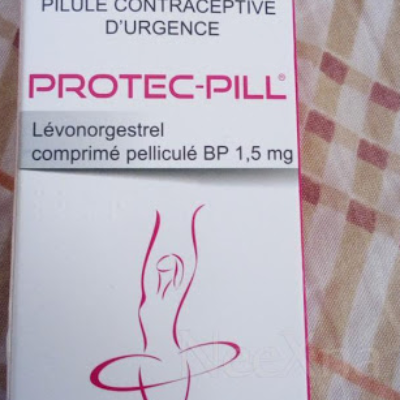 PILULE CONTRACEPTIVE
D'URGENCE
PROTEC-PILL®
Lévonorgestrel
comprimé pelliculé BP 1,5 mg